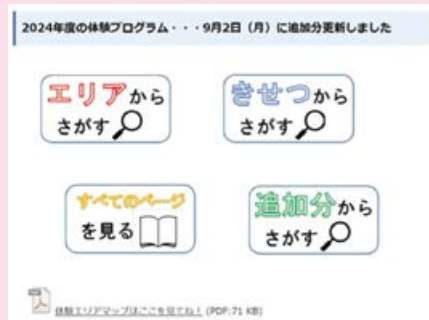 2024年度の体験プログラム・・・9月2日（月）に追加分更新しました
エリアから
さがす
きせつから
さがす
すべてのページ
を見る
追加分から
さがす
体験エリアマップはここを見てね！ (PDF:71 KB)